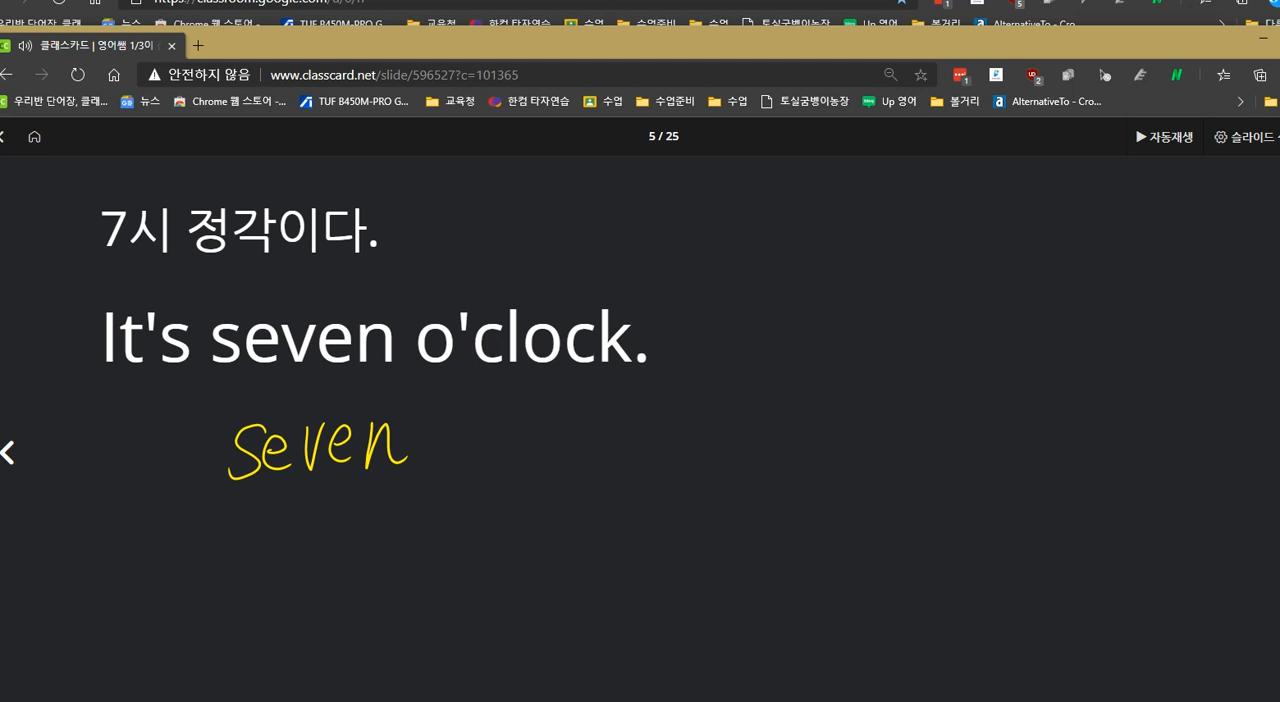 클래스카드 | 영어쌤 1/3이
안전하지 않음 | www.classcard.net/slide/596527?c=101365
우리반 단어장, 클래... 뉴스 Chrome 웹 스토어 -... TUF B450M-PRO G... 교육청 한컴 타자연습 수업 수업준비 수업 토실굼벵이농장 Up 영어 볼거리 AlternativeTo - Cro...
5 / 25 자동재생 슬라이드
7시 정각이다.
It's seven o'clock.
seven